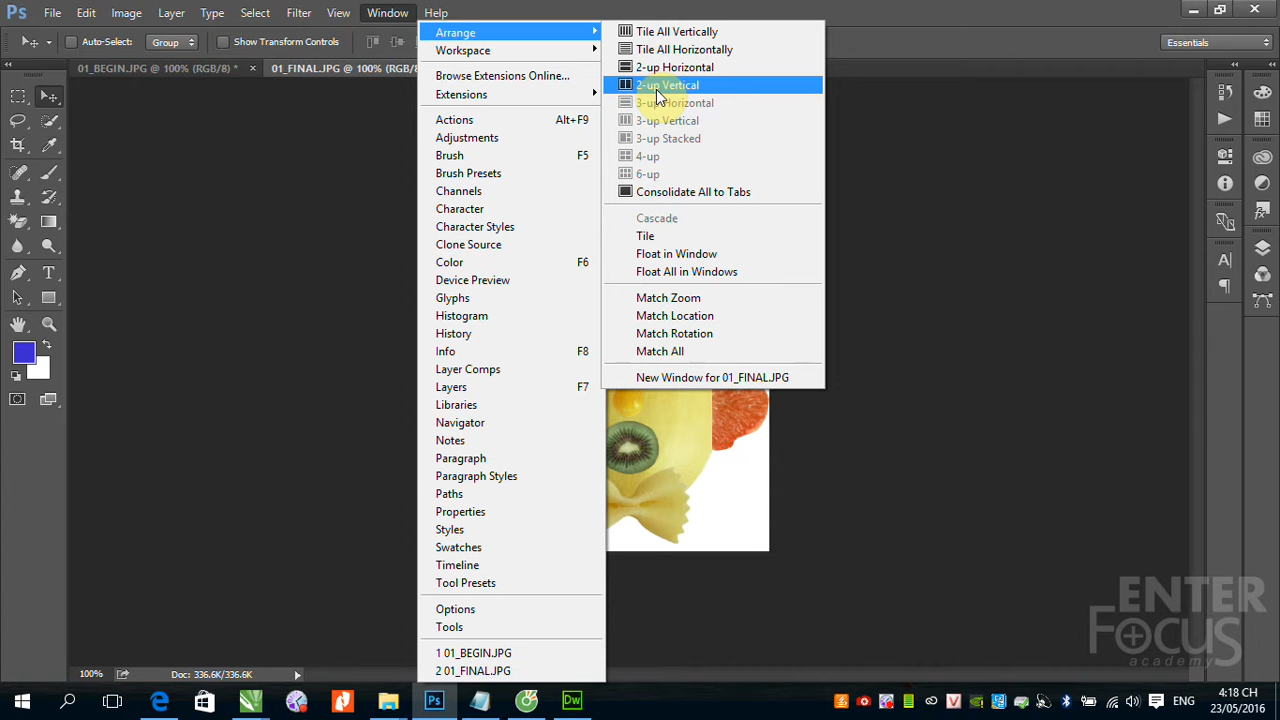 Ps File Edit Image Layer Type Select Filter View Window Help
Auto-Select: Group Show Transform Controls
Essentials
01_BEGIN.JPG @ 100% (RGB/8) *
01_FINAL.JPG @ 100% (RGB/8
Arrange
Workspace
Browse Extensions Online...
Extensions
Actions Alt+F9
Adjustments
Brush F5
Brush Presets
Channels
Character
Character Styles
Clone Source
Color F6
Device Preview
Glyphs
Histogram
History
Info F8
Layer Comps
Layers F7
Libraries
Navigator
Notes
Paragraph
Paragraph Styles
Paths
Properties
Styles
Swatches
Timeline
Tool Presets
Options
Tools
1 01_BEGIN.JPG
2 01_FINAL.JPG
Tile All Vertically
Tile All Horizontally
2-up Horizontal
2-up Vertical
3-up Horizontal
3-up Vertical
3-up Stacked
4-up
6-up
Consolidate All to Tabs
Cascade
Tile
Float in Window
Float All in Windows
Match Zoom
Match Location
Match Rotation
Match All
New Window for 01_FINAL.JPG
100% Doc: 336.6K/336.6K
ENTER
FOCUS
academy
Ps
Dw
ENG
4:18 CH
23/05/2016